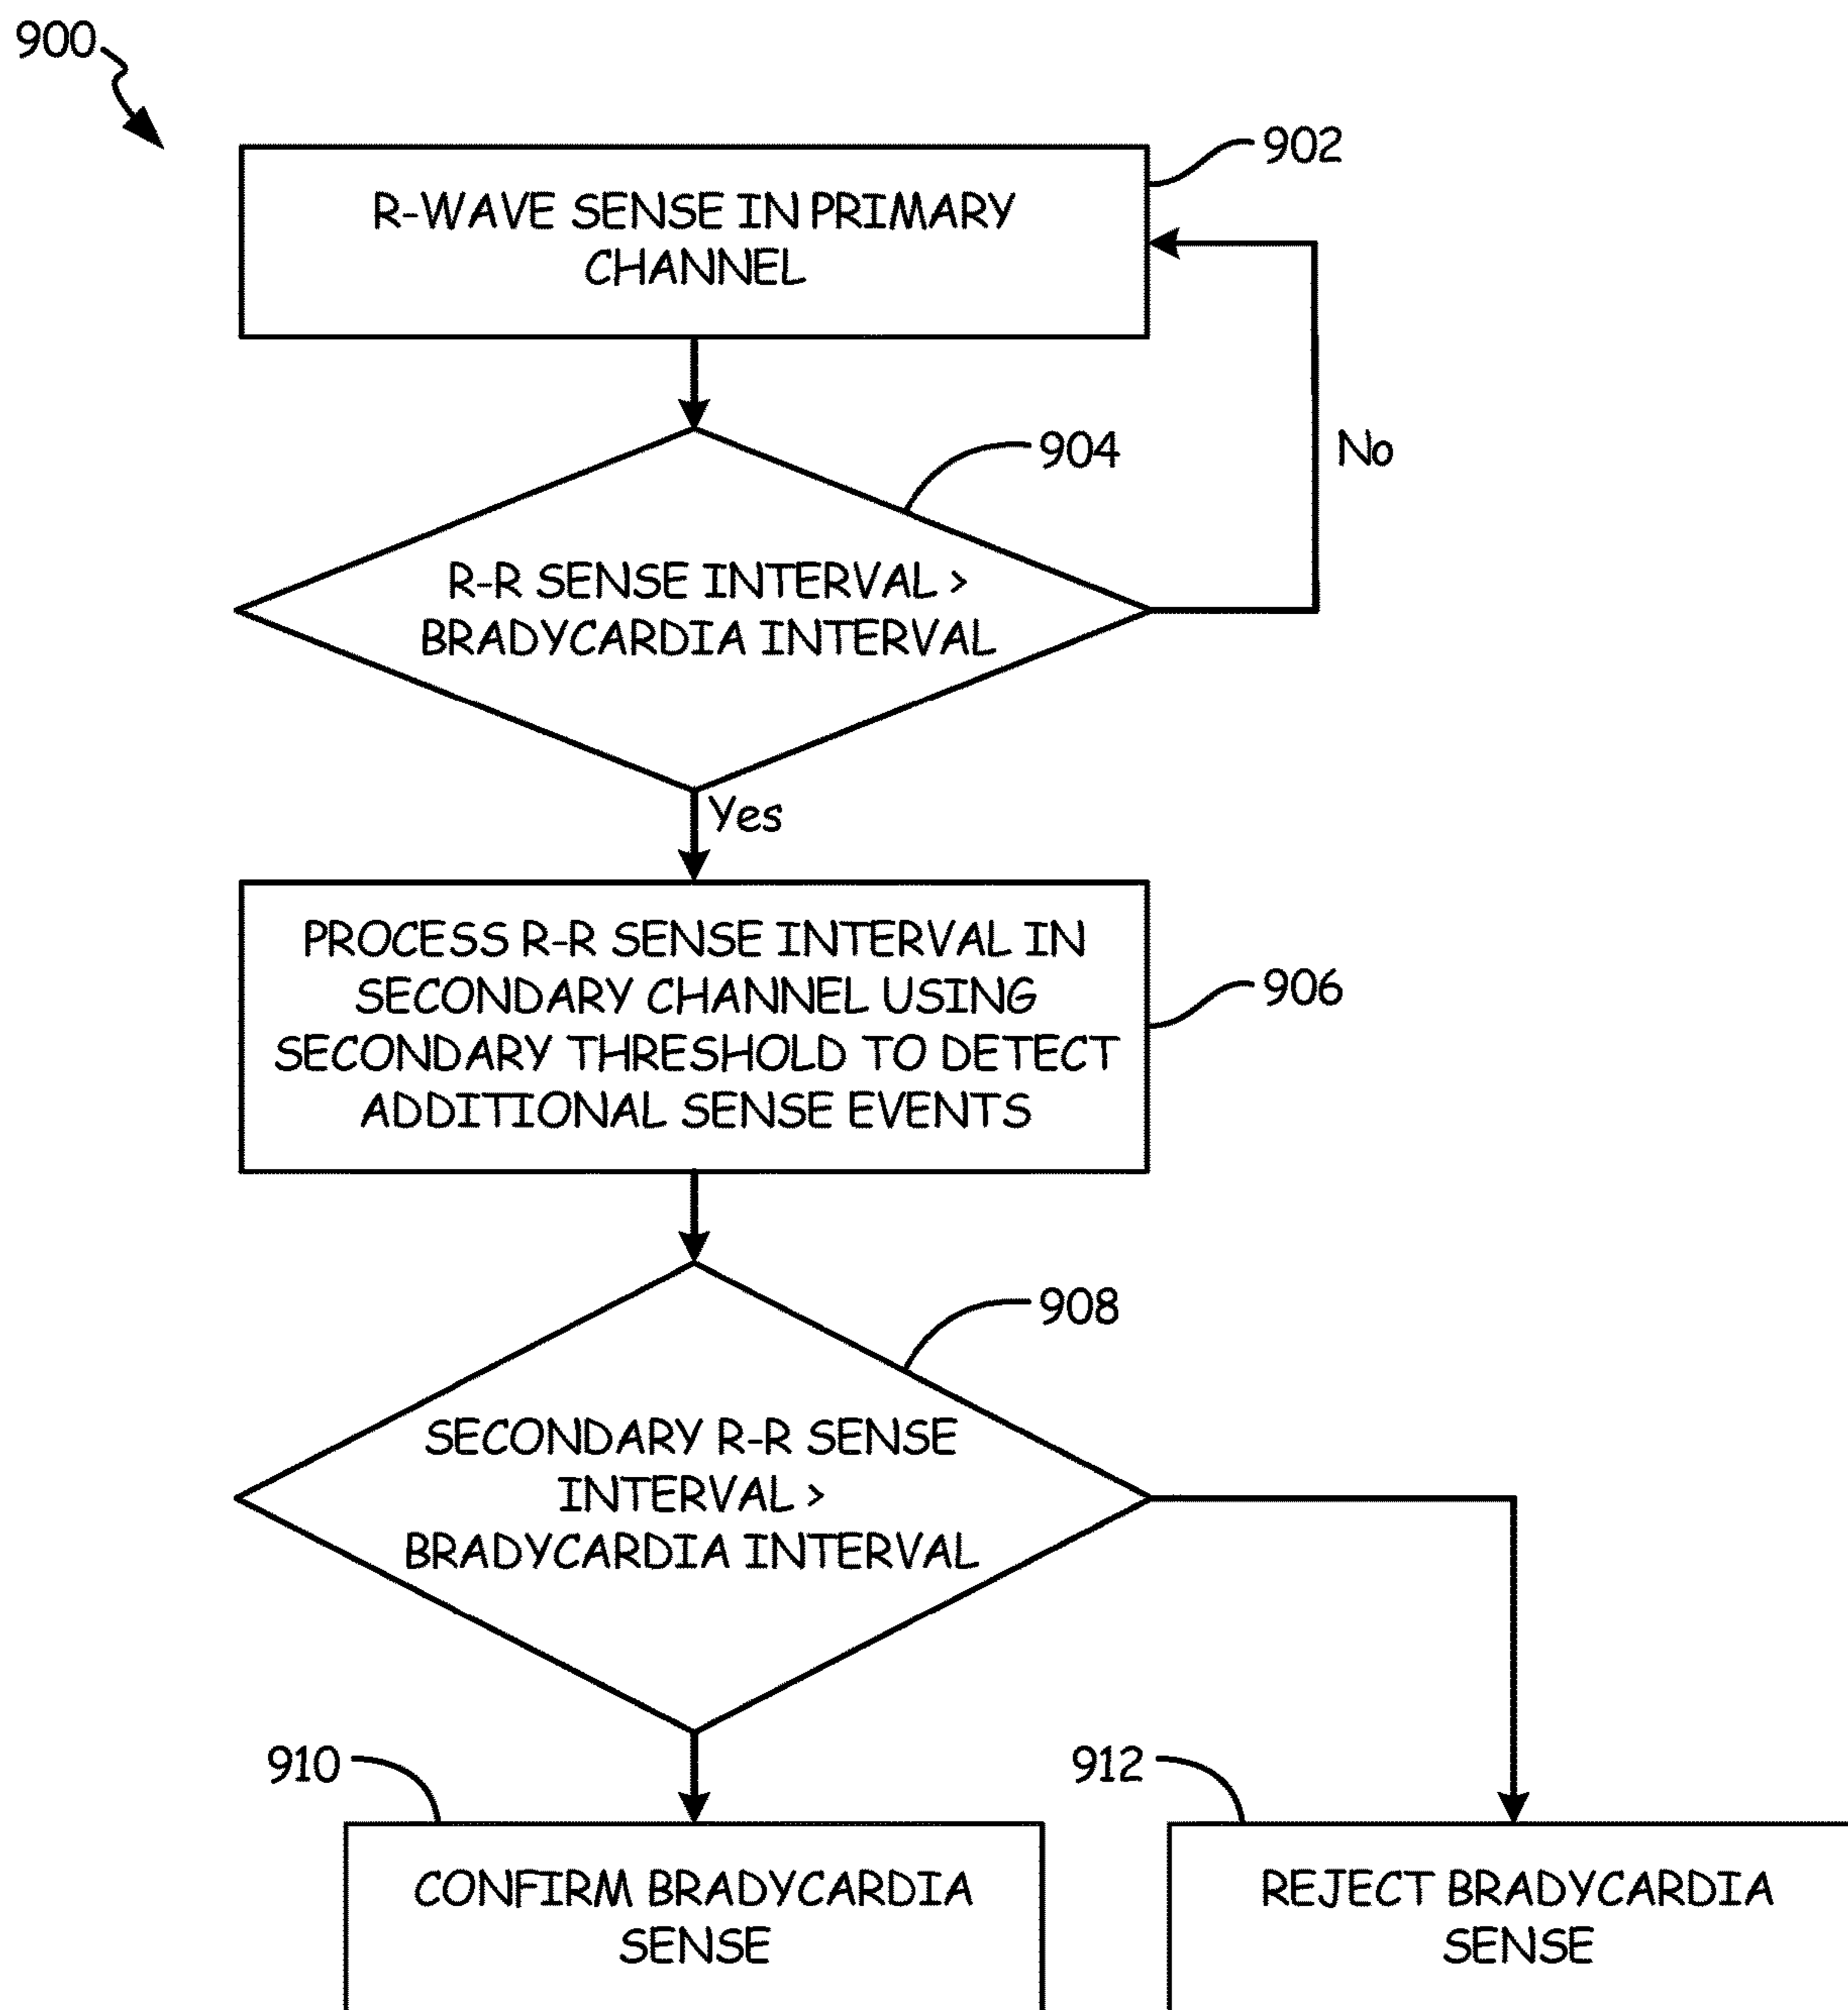 900
902
R-WAVE SENSE IN PRIMARY
CHANNEL
904
No
R-R SENSE INTERVAL >
BRADYCARDIA INTERVAL
Yes
PROCESS R-R SENSE INTERVAL IN
SECONDARY CHANNEL USING
SECONDARY THRESHOLD TO DETECT
ADDITIONAL SENSE EVENTS
906
908
SECONDARY R-R SENSE
INTERVAL >
BRADYCARDIA INTERVAL
910
912
CONFIRM BRADYCARDIA
SENSE
REJECT BRADYCARDIA
SENSE